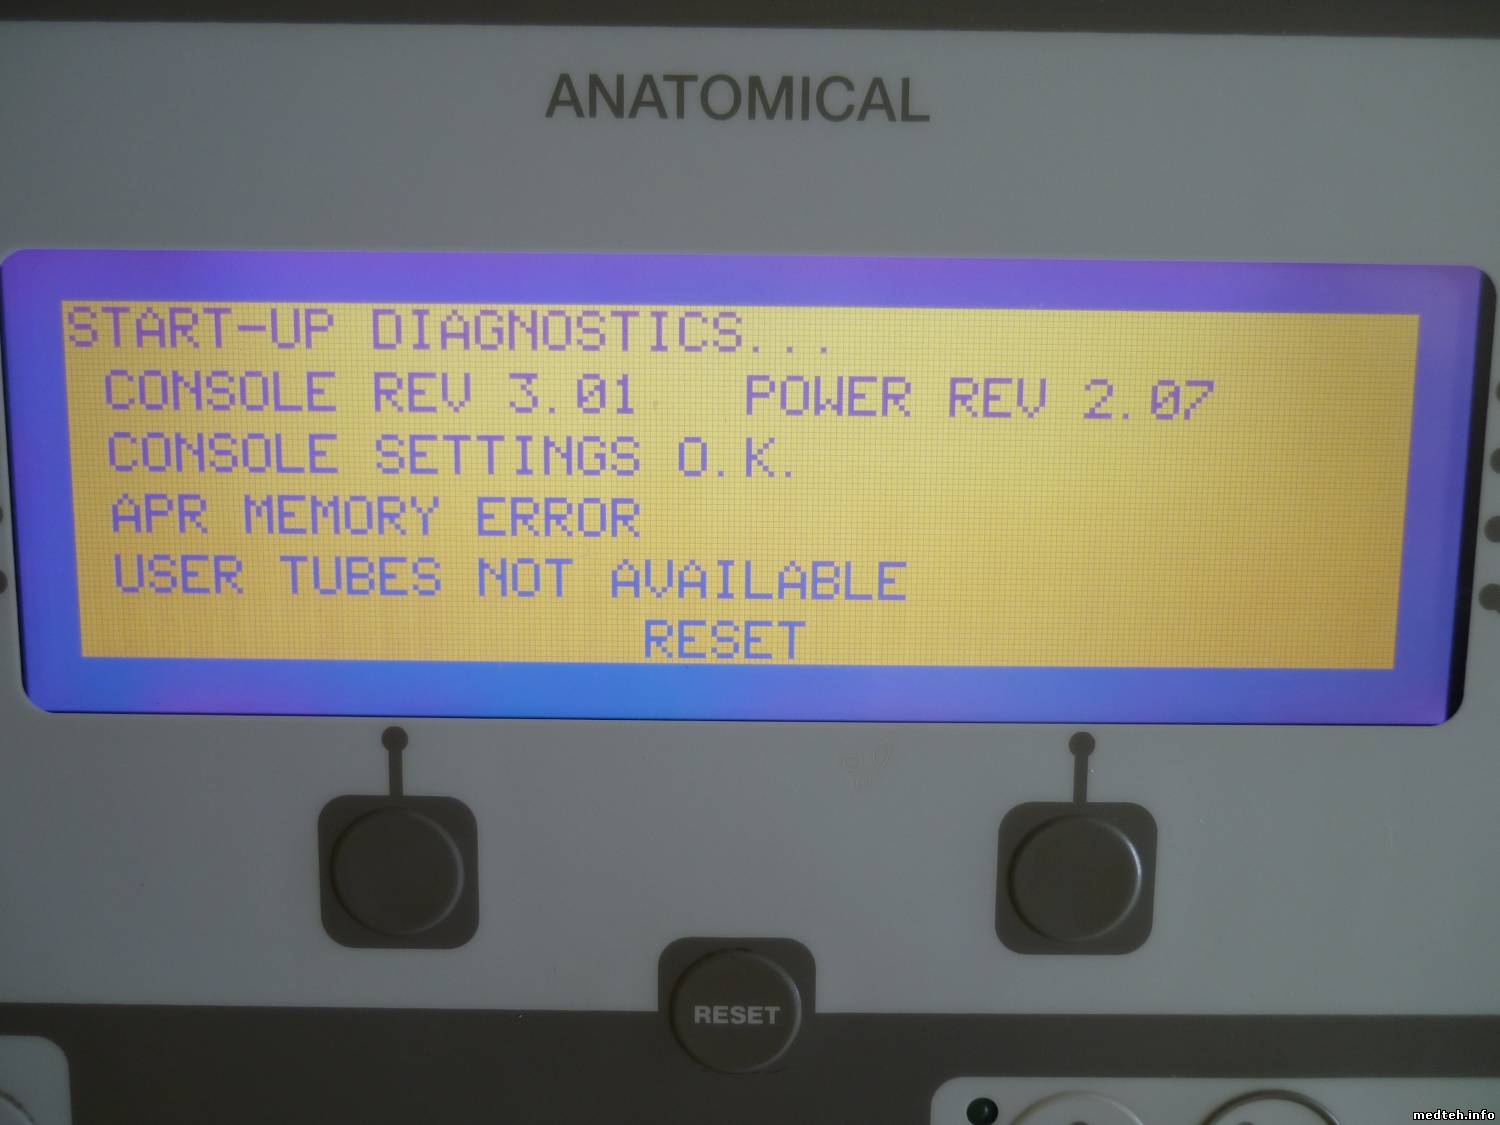 ANATOMICAL
START-UP DIAGNOSTICS...
CONSOLE REV 3.01 POWER REV 2.07
CONSOLE SETTINGS O.K.
APR MEMORY ERROR
USER TUBES NOT AVAILABLE
RESET
RESET
medteh.info